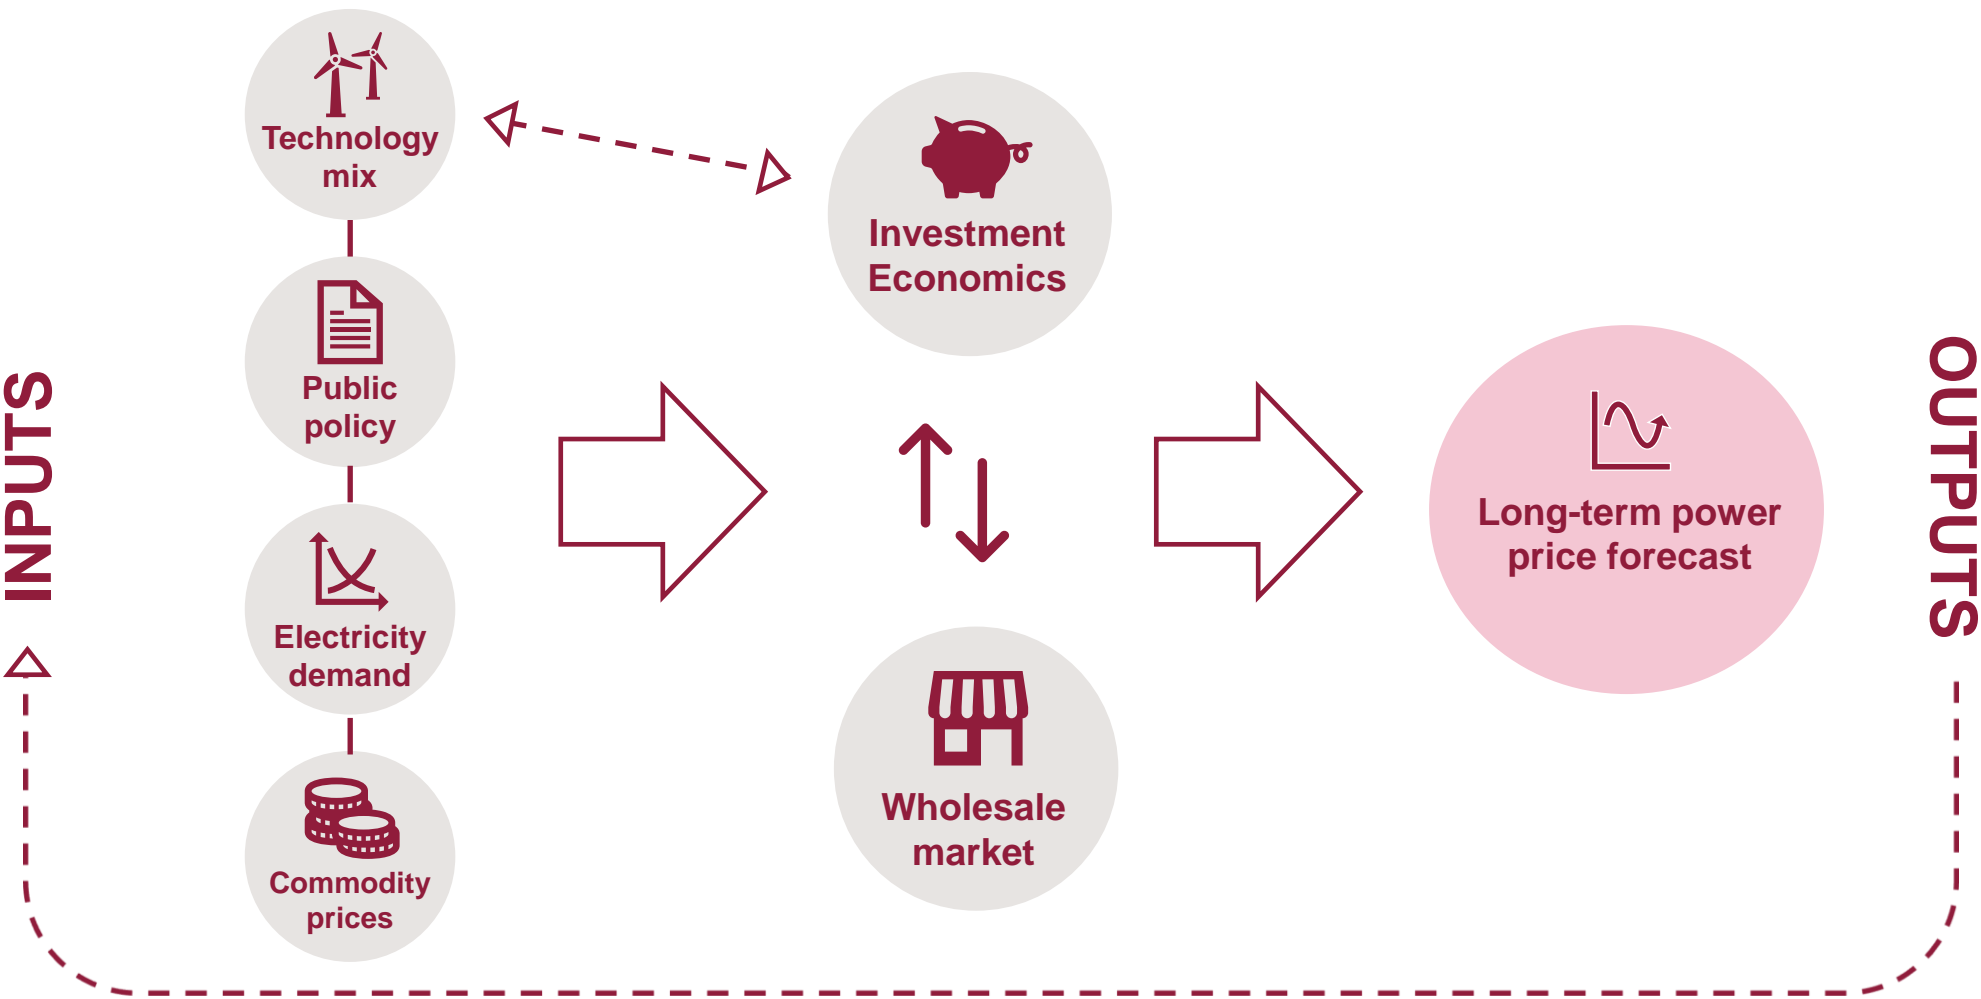 INPUTS
Technology
mix
Public
policy
Electricity
demand
Commodity
prices
Investment
Economics
Wholesale
market
Long-term power
price forecast
OUTPUTS